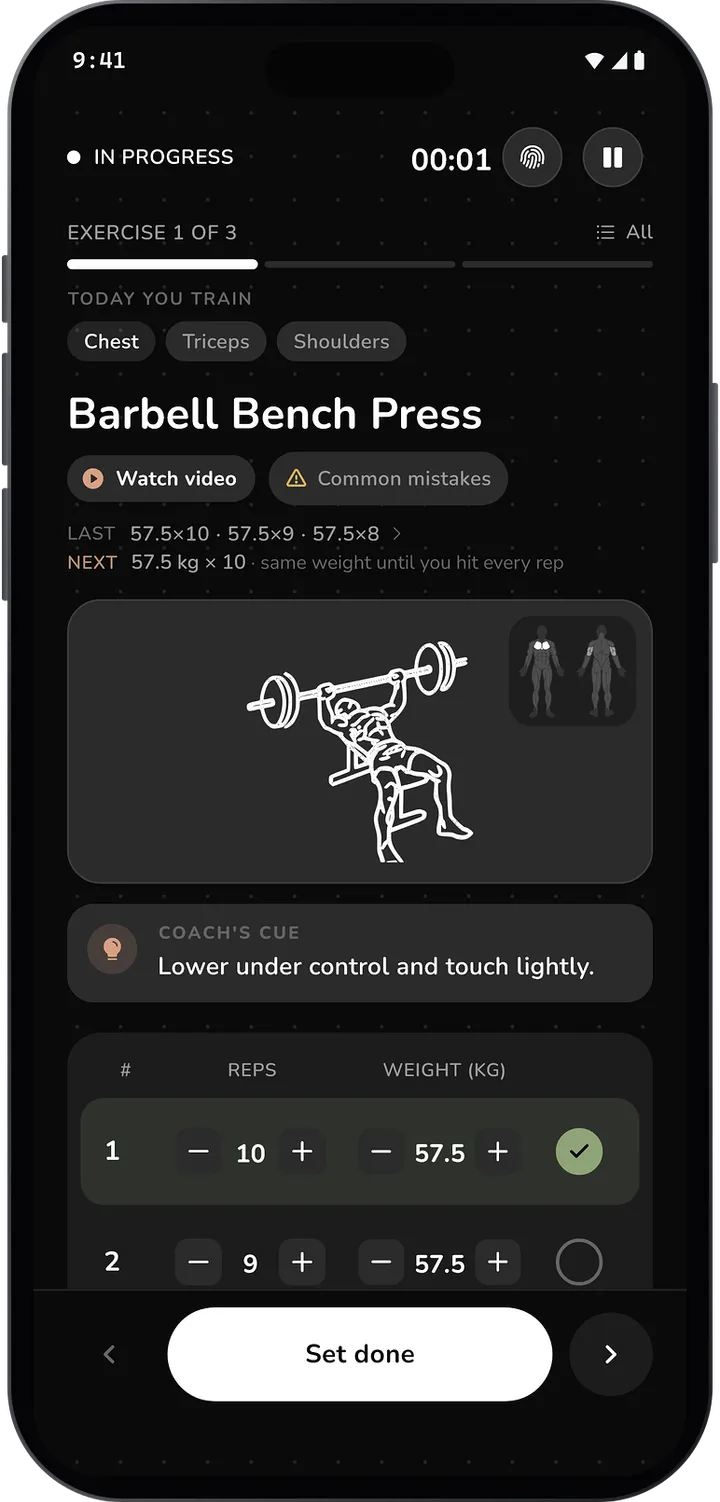 9:41
IN PROGRESS 00:01
EXERCISE 1 OF 3 All
TODAY YOU TRAIN
Chest Triceps Shoulders
Barbell Bench Press
Watch video Common mistakes
LAST 57.5×10 · 57.5×9 · 57.5×8
NEXT 57.5 kg × 10 · same weight until you hit every rep
COACH'S CUE
Lower under control and touch lightly.
# REPS WEIGHT (KG)
1 − 10 + − 57.5 +
2 − 9 + − 57.5 +
Set done